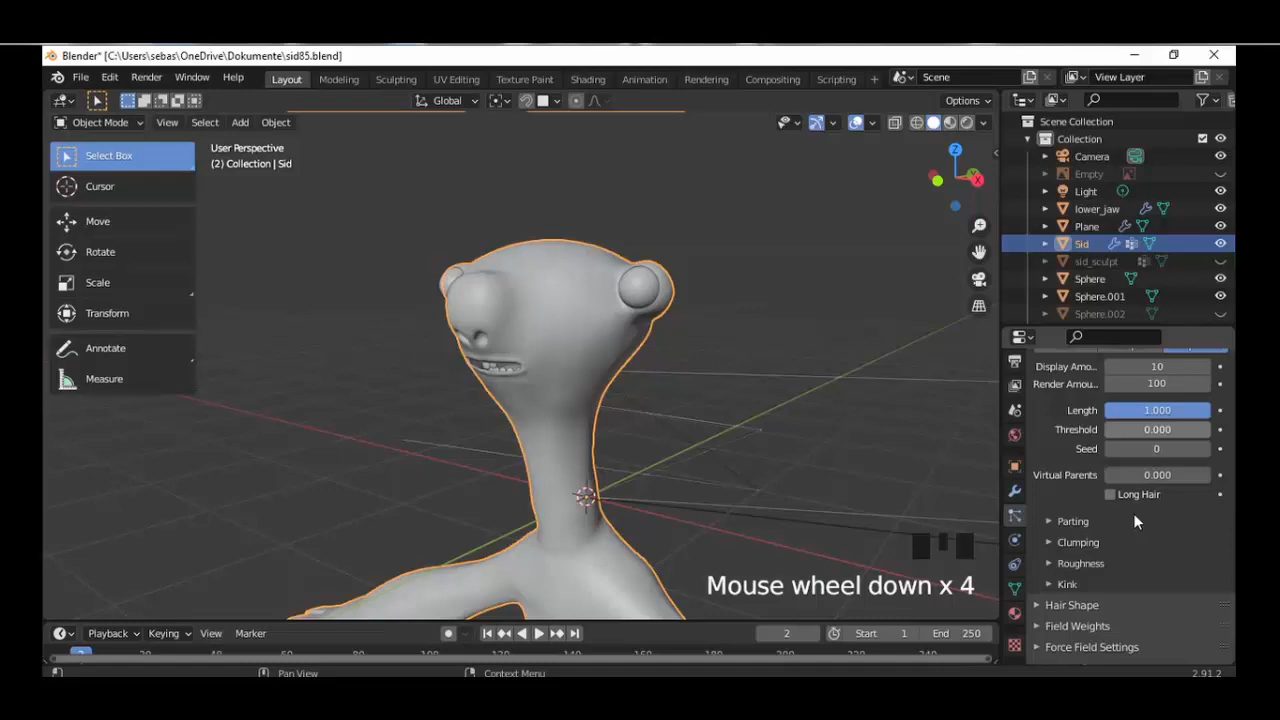 Blender* [C:\Users\sebas\OneDrive\Dokumente\sid85.blend]
File Edit Render Window Help Layout Modeling Sculpting UV Editing Texture Paint Shading Animation Rendering Compositing Scripting + Scene View Layer
Global Options
Object Mode View Select Add Object
Scene Collection
Collection
User Perspective
(2) Collection | Sid
Select Box
Cursor
Move
Rotate
Scale
Transform
Annotate
Measure
Z
X
Camera
Empty
Light
lower_jaw
Plane
Sid
sid_sculpt
Sphere
Sphere.001
Sphere.002
Display Amo.. 10
Render Amou.. 100
Length 1.000
Threshold 0.000
Seed 0
Virtual Parents 0.000
Long Hair
Parting
Clumping
Roughness
Kink
Hair Shape
Field Weights
Force Field Settings
Mouse wheel down x 4
Playback Keying View Marker 2 Start 1 End 250
Pan View Context Menu 2.91.2